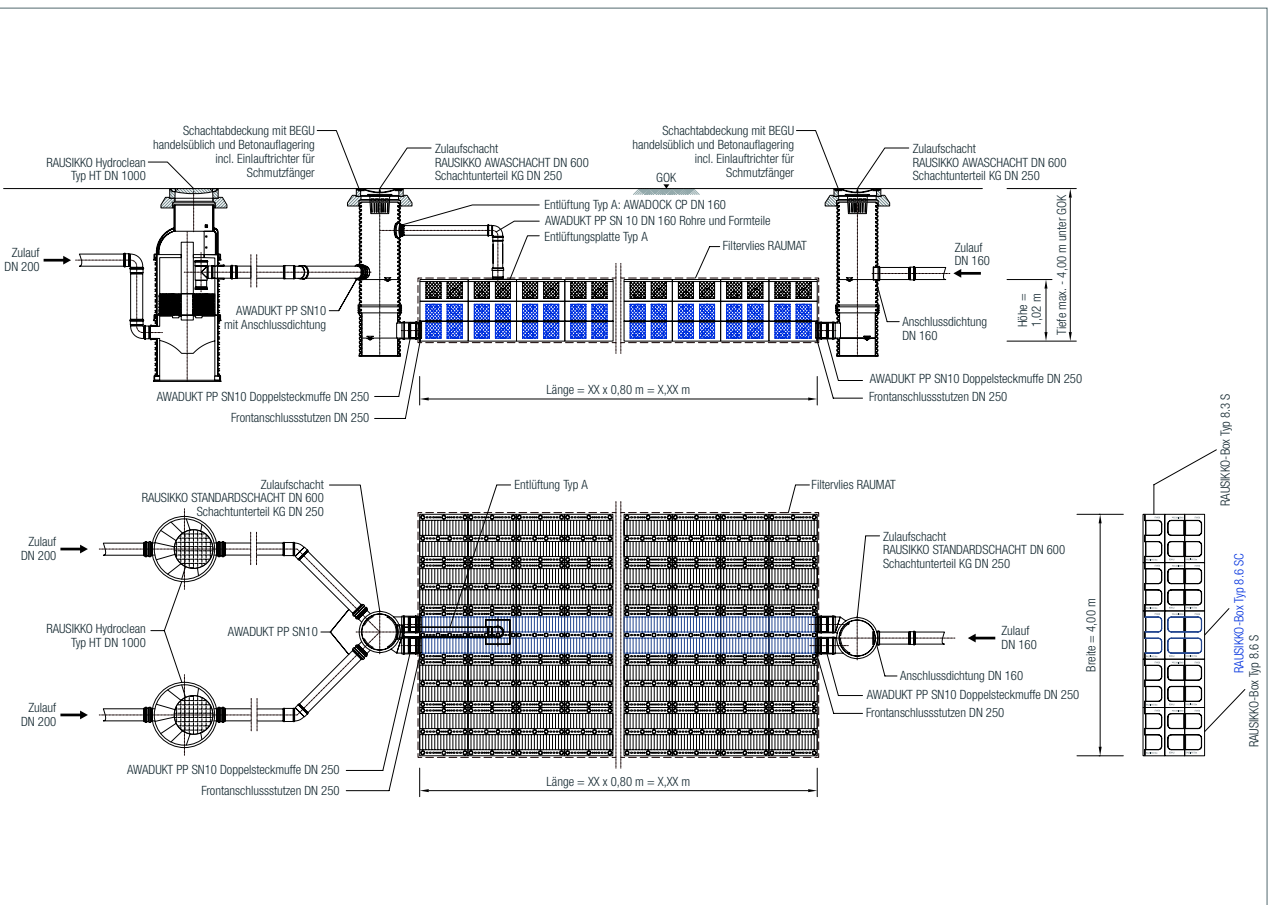 Schachtabdeckung mit BEGU
handelsüblich und Betonauflagering
incl. Einlauftrichter für
Schmutzfänger
RAUSIKKO Hydroclean
Typ HT DN 1000
Zulaufschacht
RAUSIKKO AWASCHACHT DN 600
Schachtunterteil KG DN 250
GOK
Schachtabdeckung mit BEGU
handelsüblich und Betonauflagering
incl. Einlauftrichter für
Schmutzfänger
Zulaufschacht
RAUSIKKO AWASCHACHT DN 600
Schachtunterteil KG DN 250
Entlüftung Typ A: AWADOCK CP DN 160
AWADUKT PP SN 10 DN 160 Rohre und Formteile
Entlüftungsplatte Typ A
Filtervlies RAUMAT
Zulauf
DN 200
Zulauf
DN 160
AWADUKT PP SN10
mit Anschlussdichtung
Anschlussdichtung
DN 160
Höhe =
1,02 m
Tiefe max. - 4,00 m unter GOK
AWADUKT PP SN10 Doppelsteckmuffe DN 250
Frontanschlussstutzen DN 250
Länge = XX x 0,80 m = X,XX m
AWADUKT PP SN10 Doppelsteckmuffe DN 250
Frontanschlussstutzen DN 250
Zulaufschacht
RAUSIKKO STANDARDSCHACHT DN 600
Schachtunterteil KG DN 250
Entlüftung Typ A
Filtervlies RAUMAT
Zulauf
DN 200
Zulaufschacht
RAUSIKKO STANDARDSCHACHT DN 600
Schachtunterteil KG DN 250
RAUSIKKO Hydroclean
Typ HT DN 1000
AWADUKT PP SN10
Zulauf
DN 160
Zulauf
DN 200
Anschlussdichtung DN 160
AWADUKT PP SN10 Doppelsteckmuffe DN 250
Frontanschlussstutzen DN 250
AWADUKT PP SN10 Doppelsteckmuffe DN 250
Frontanschlussstutzen DN 250
Länge = XX x 0,80 m = X,XX m
Breite = 4,00 m
RAUSIKKO-Box Typ 8.3 S
RAUSIKKO-Box Typ 8.6 SC
RAUSIKKO-Box Typ 8.6 S